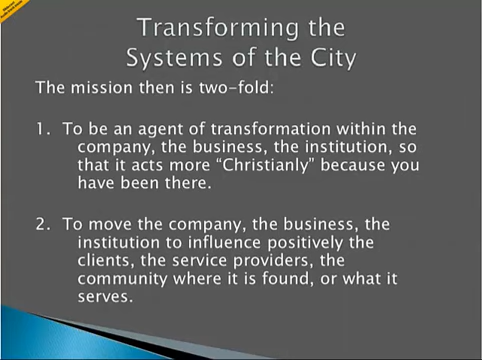 Transforming the
Systems of the City
The mission then is two-fold:
1. To be an agent of transformation within the
company, the business, the institution, so
that it acts more “Christianly” because you
have been there.
2. To move the company, the business, the
institution to influence positively the
clients, the service providers, the
community where it is found, or what it
serves.